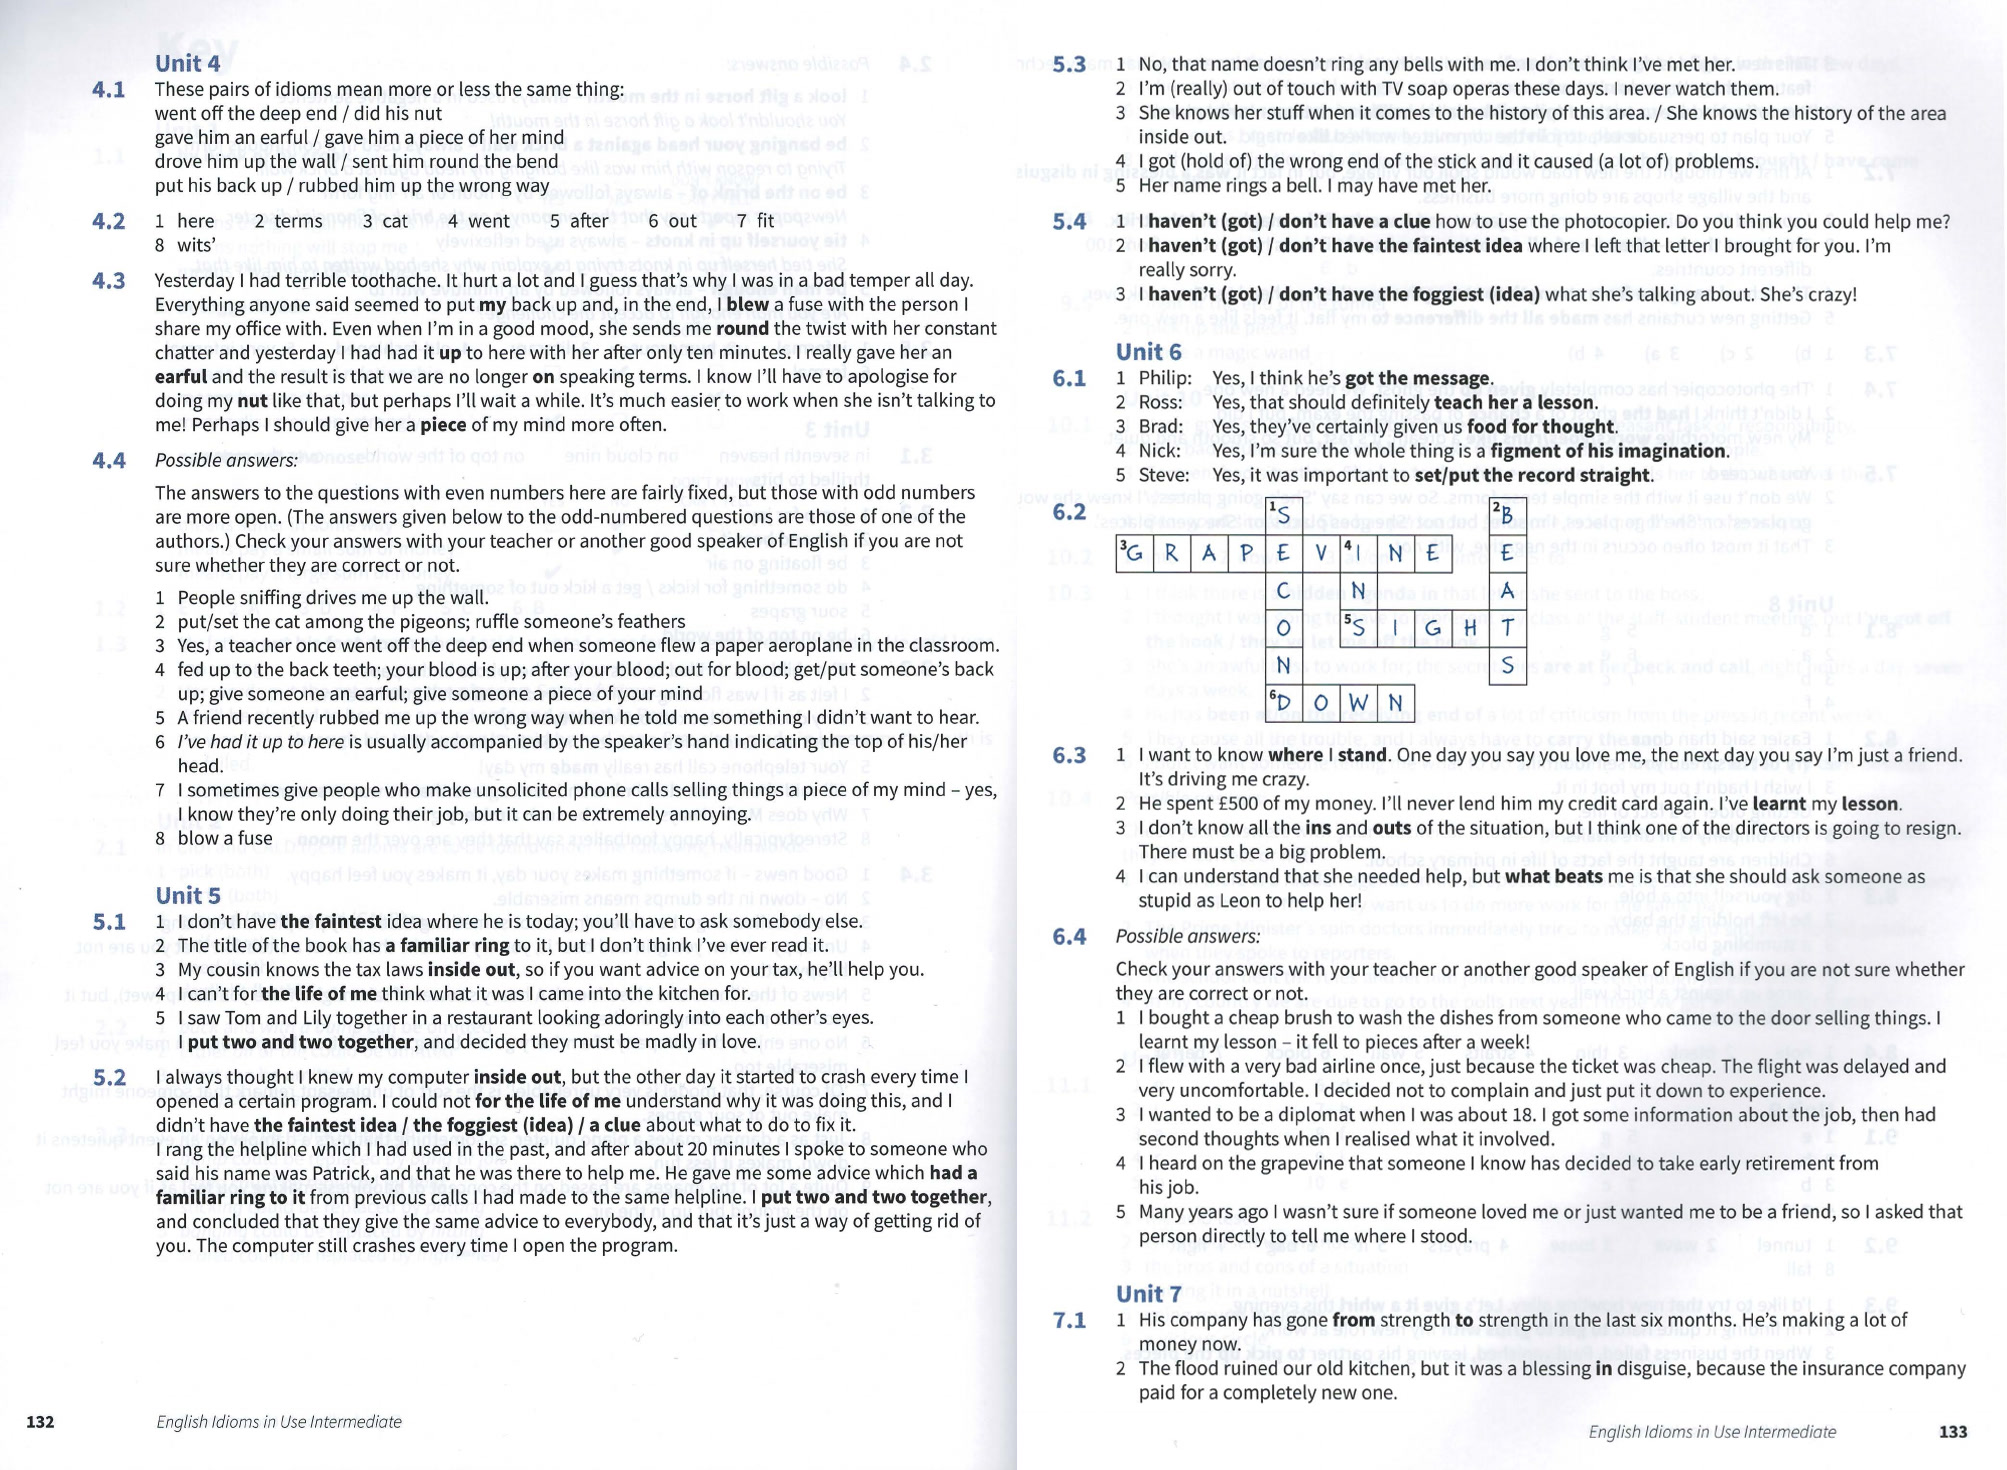 Unit 4
4.1 These pairs of idioms mean more or less the same thing:
went off the deep end / did his nut
gave him an earful / gave him a piece of her mind
drove him up the wall / sent him round the bend
put his back up / rubbed him up the wrong way
4.2 1 here 2 terms 3 cat 4 went 5 after 6 out 7 fit
8 wits'
4.3 Yesterday I had terrible toothache. It hurt a lot and I guess that's why I was in a bad temper all day.
Everything anyone said seemed to put my back up and, in the end, I blew a fuse with the person I
share my office with. Even when I'm in a good mood, she sends me round the twist with her constant
chatter and yesterday I had had it up to here with her after only ten minutes. I really gave her an
earful and the result is that we are no longer on speaking terms. I know I'll have to apologise for
doing my nut like that, but perhaps I'll wait a while. It's much easier to work when she isn't talking to
me! Perhaps I should give her a piece of my mind more often.
4.4 Possible answers:
The answers to the questions with even numbers here are fairly fixed, but those with odd numbers
are more open. (The answers given below to the odd-numbered questions are those of one of the
authors.) Check your answers with your teacher or another good speaker of English if you are not
sure whether they are correct or not.
1 People sniffing drives me up the wall.
2 put/set the cat among the pigeons; ruffle someone's feathers
3 Yes, a teacher once went off the deep end when someone flew a paper aeroplane in the classroom.
4 fed up to the back teeth; your blood is up; after your blood; out for blood; get/put someone's back
up; give someone an earful; give someone a piece of your mind
5 A friend recently rubbed me up the wrong way when he told me something I didn't want to hear.
6 I've had it up to here is usually accompanied by the speaker's hand indicating the top of his/her
head.
7 I sometimes give people who make unsolicited phone calls selling things a piece of my mind – yes,
I know they're only doing their job, but it can be extremely annoying.
8 blow a fuse
Unit 5
5.1 1 I don't have the faintest idea where he is today; you'll have to ask somebody else.
2 The title of the book has a familiar ring to it, but I don't think I've ever read it.
3 My cousin knows the tax laws inside out, so if you want advice on your tax, he'll help you.
4 I can't for the life of me think what it was I came into the kitchen for.
5 I saw Tom and Lily together in a restaurant looking adoringly into each other's eyes.
I put two and two together, and decided they must be madly in love.
5.2 I always thought I knew my computer inside out, but the other day it started to crash every time I
opened a certain program. I could not for the life of me understand why it was doing this, and I
didn't have the faintest idea / the foggiest (idea) / a clue about what to do to fix it.
I rang the helpline which I had used in the past, and after about 20 minutes I spoke to someone who
said his name was Patrick, and that he was there to help me. He gave me some advice which had a
familiar ring to it from previous calls I had made to the same helpline. I put two and two together,
and concluded that they give the same advice to everybody, and that it's just a way of getting rid of
you. The computer still crashes every time I open the program.
132 English Idioms in Use Intermediate
5.3 1 No, that name doesn't ring any bells with me. I don't think I've met her.
2 I'm (really) out of touch with TV soap operas these days. I never watch them.
3 She knows her stuff when it comes to the history of this area. / She knows the history of the area
inside out.
4 I got (hold of) the wrong end of the stick and it caused (a lot of) problems.
5 Her name rings a bell. I may have met her.
5.4 1 I haven't (got) / don't have a clue how to use the photocopier. Do you think you could help me?
2 I haven't (got) / don't have the faintest idea where I left that letter I brought for you. I'm
really sorry.
3 I haven't (got) / don't have the foggiest (idea) what she's talking about. She's crazy!
Unit 6
6.1 1 Philip: Yes, I think he's got the message.
2 Ross: Yes, that should definitely teach her a lesson.
3 Brad: Yes, they've certainly given us food for thought.
4 Nick: Yes, I'm sure the whole thing is a figment of his imagination.
5 Steve: Yes, it was important to set/put the record straight.
6.2 1 S 2 B
3 G R A P E V 4 I N E E
C N A
O 5 S I G H T
N S
6 D O W N
6.3 1 I want to know where I stand. One day you say you love me, the next day you say I'm just a friend.
It's driving me crazy.
2 He spent £500 of my money. I'll never lend him my credit card again. I've learnt my lesson.
3 I don't know all the ins and outs of the situation, but I think one of the directors is going to resign.
There must be a big problem.
4 I can understand that she needed help, but what beats me is that she should ask someone as
stupid as Leon to help her!
6.4 Possible answers:
Check your answers with your teacher or another good speaker of English if you are not sure whether
they are correct or not.
1 I bought a cheap brush to wash the dishes from someone who came to the door selling things. I
learnt my lesson – it fell to pieces after a week!
2 I flew with a very bad airline once, just because the ticket was cheap. The flight was delayed and
very uncomfortable. I decided not to complain and just put it down to experience.
3 I wanted to be a diplomat when I was about 18. I got some information about the job, then had
second thoughts when I realised what it involved.
4 I heard on the grapevine that someone I know has decided to take early retirement from
his job.
5 Many years ago I wasn't sure if someone loved me or just wanted me to be a friend, so I asked that
person directly to tell me where I stood.
Unit 7
7.1 1 His company has gone from strength to strength in the last six months. He's making a lot of
money now.
2 The flood ruined our old kitchen, but it was a blessing in disguise, because the insurance company
paid for a completely new one.
English Idioms in Use Intermediate 133